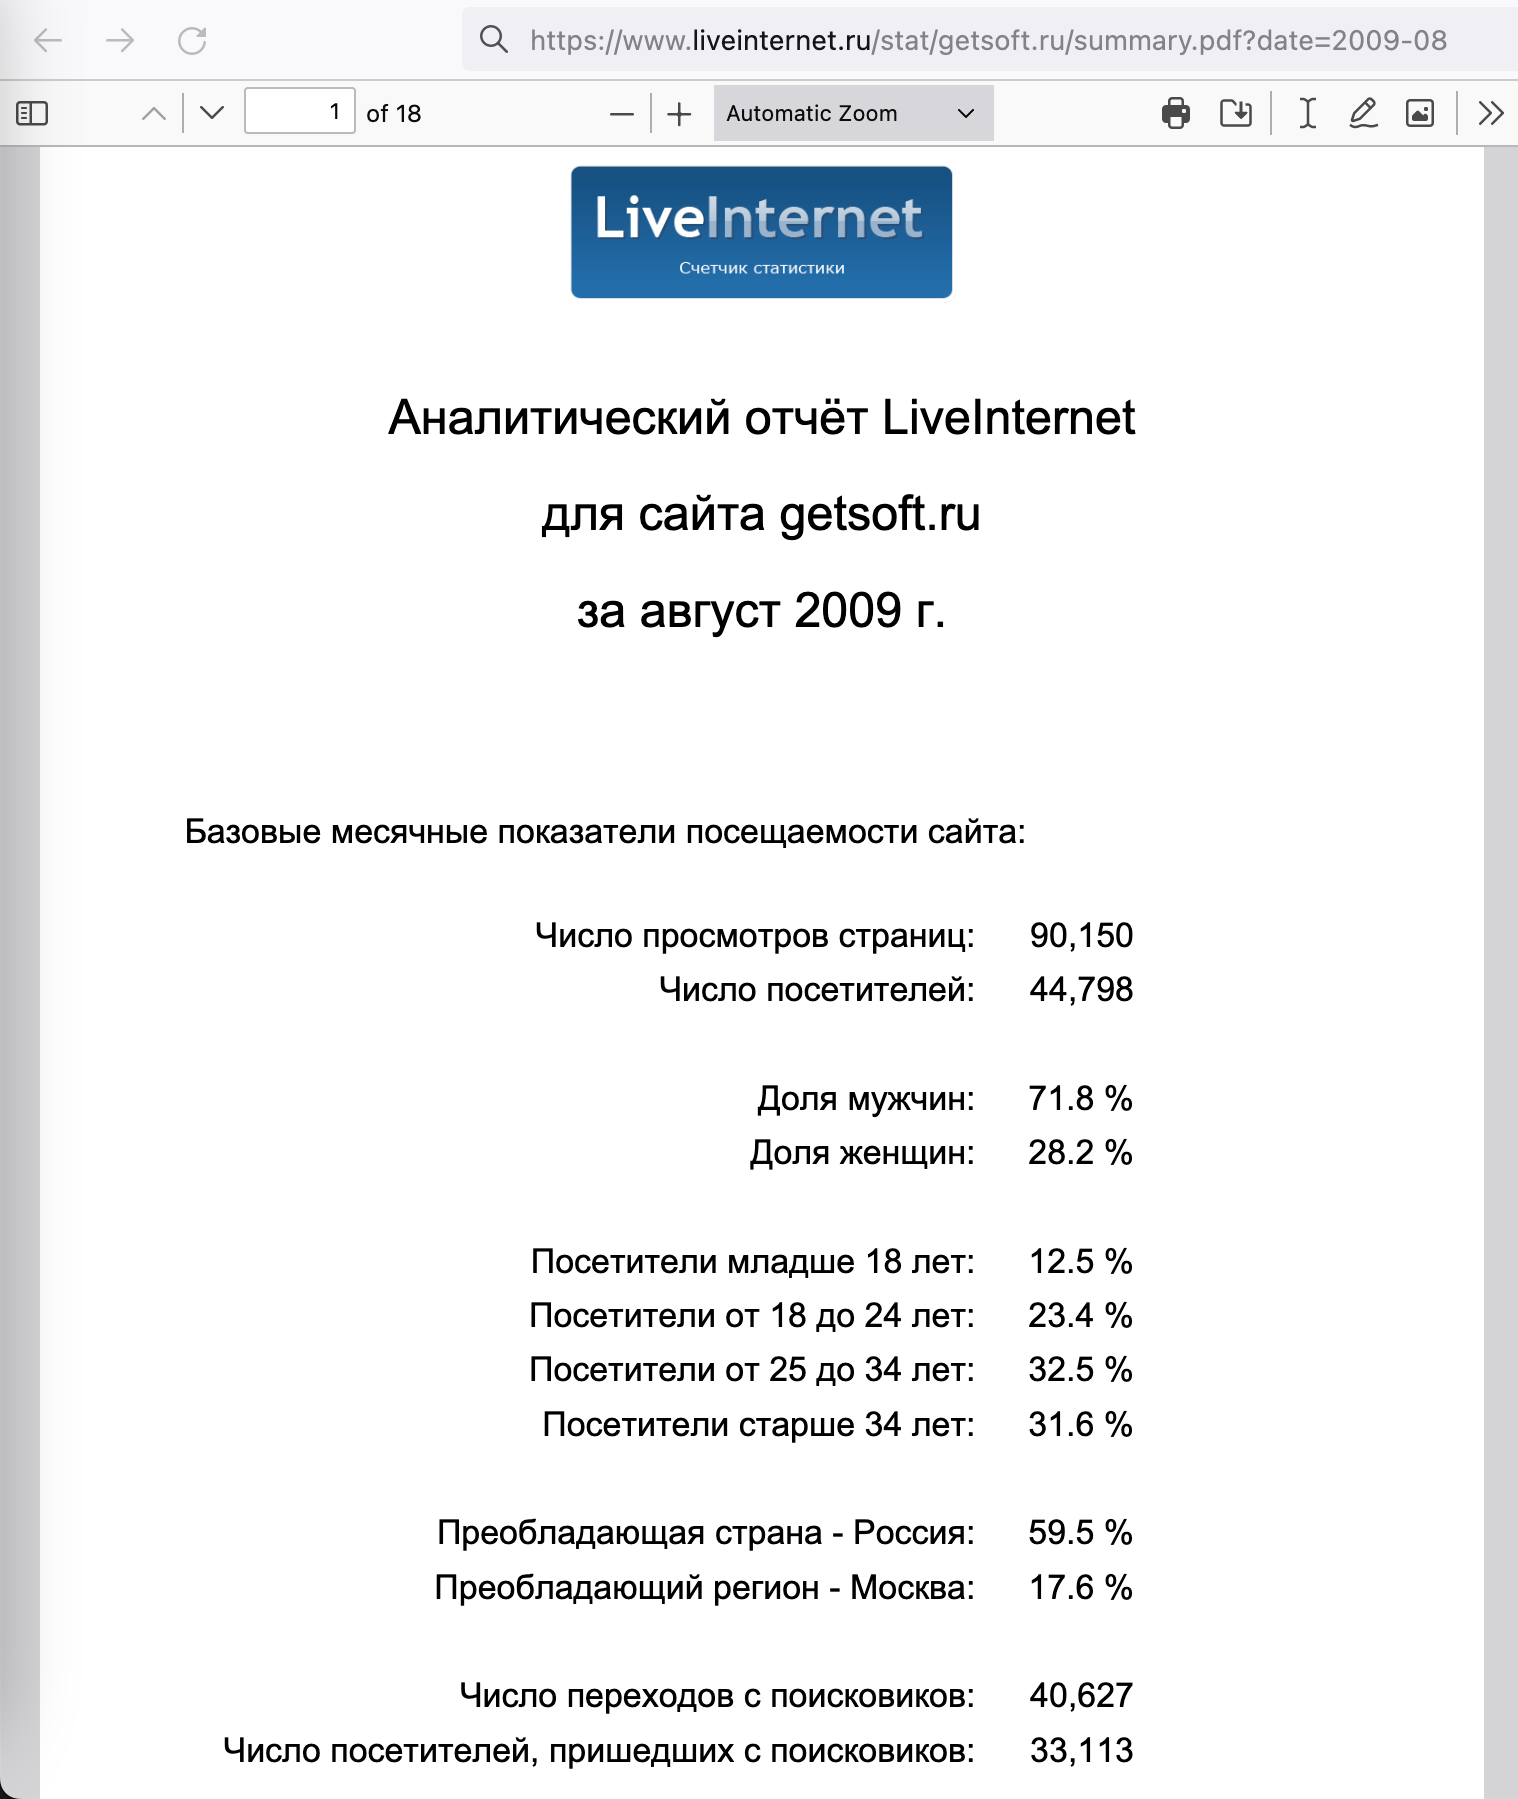 https://www.liveinternet.ru/stat/getsoft.ru/summary.pdf?date=2009-08
1 of 18 Automatic Zoom
LiveInternet
Счетчик статистики
Аналитический отчёт LiveInternet
для сайта getsoft.ru
за август 2009 г.
Базовые месячные показатели посещаемости сайта:
Число просмотров страниц: 90,150
Число посетителей: 44,798
Доля мужчин: 71.8 %
Доля женщин: 28.2 %
Посетители младше 18 лет: 12.5 %
Посетители от 18 до 24 лет: 23.4 %
Посетители от 25 до 34 лет: 32.5 %
Посетители старше 34 лет: 31.6 %
Преобладающая страна - Россия: 59.5 %
Преобладающий регион - Москва: 17.6 %
Число переходов с поисковиков: 40,627
Число посетителей, пришедших с поисковиков: 33,113